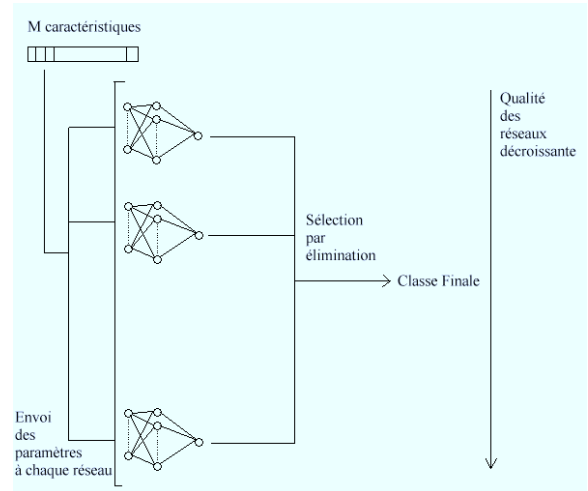 M caractéristiques
Qualité
des
réseaux
décroissante
Sélection
par
élimination
Classe Finale
Envoi
des
paramètres
à chaque réseau